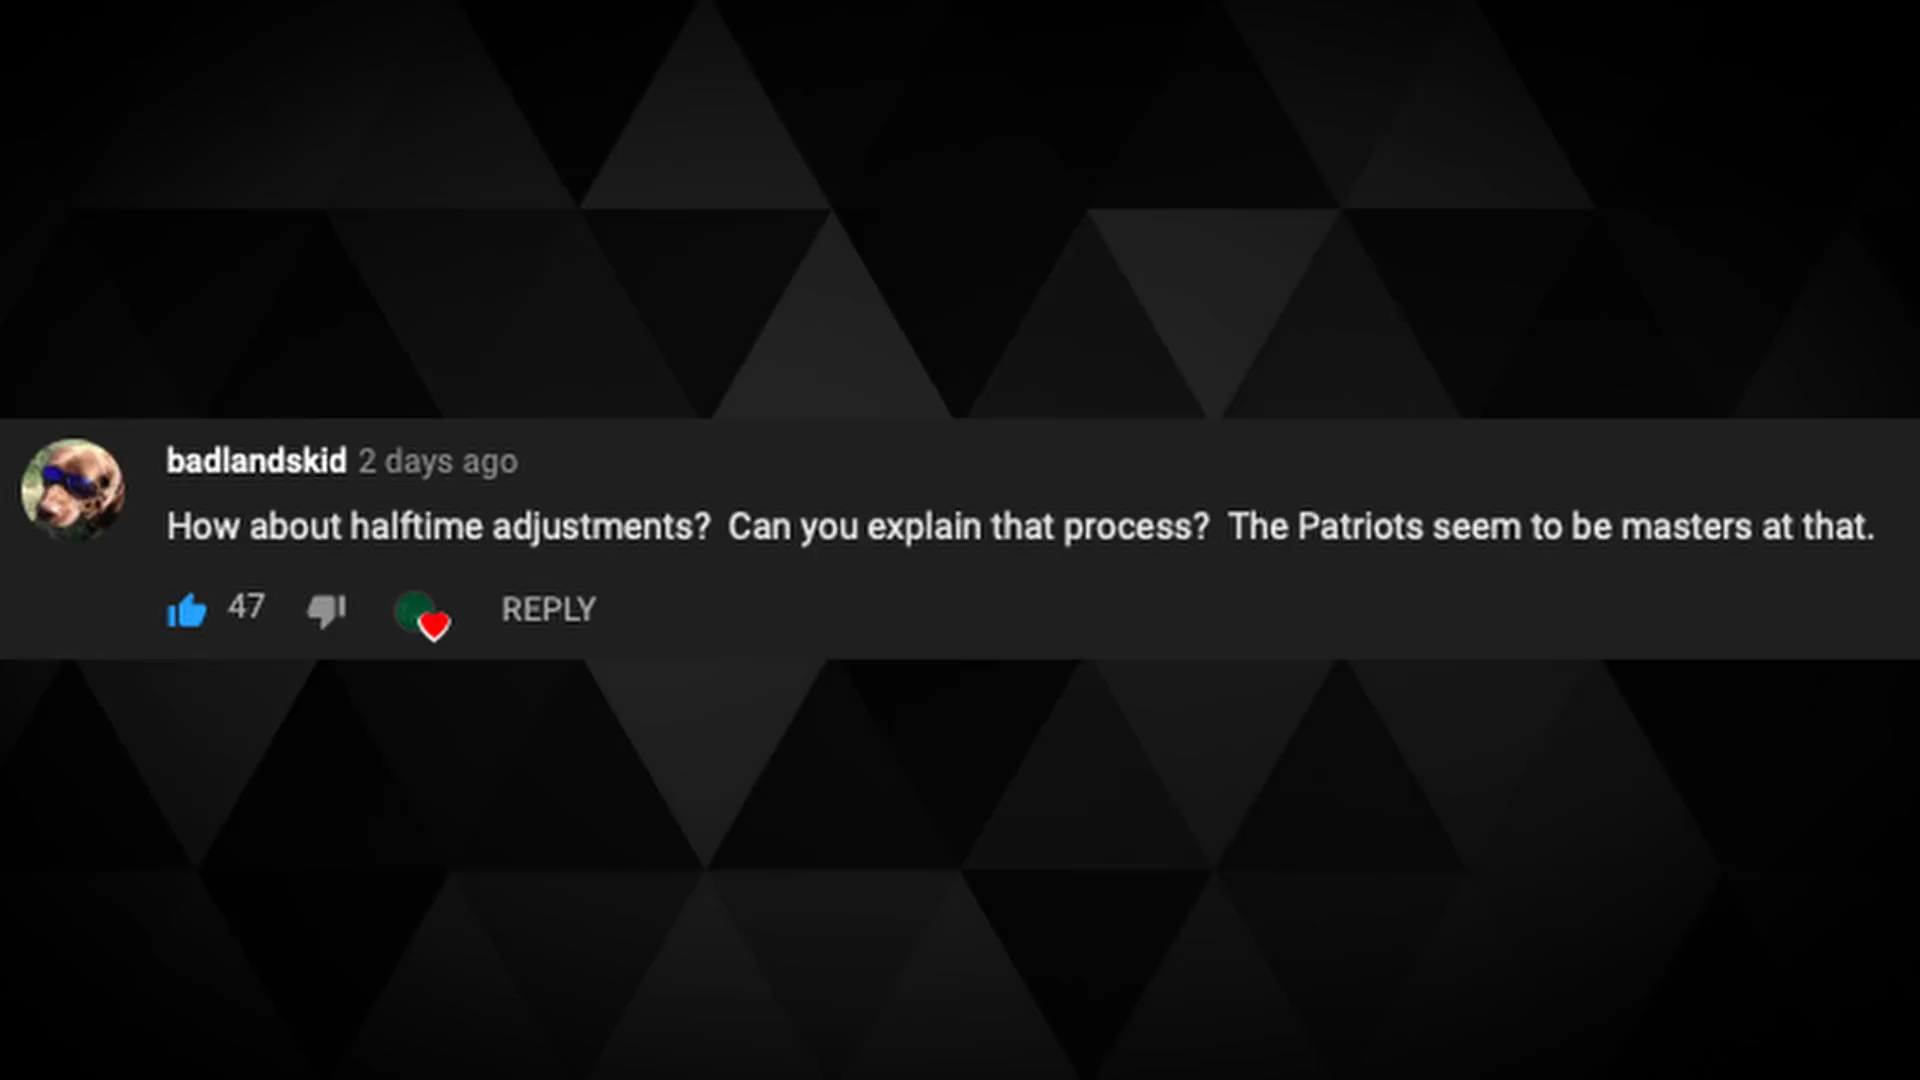 badlandskid 2 days ago
How about halftime adjustments?  Can you explain that process?  The Patriots seem to be masters at that.
47 REPLY